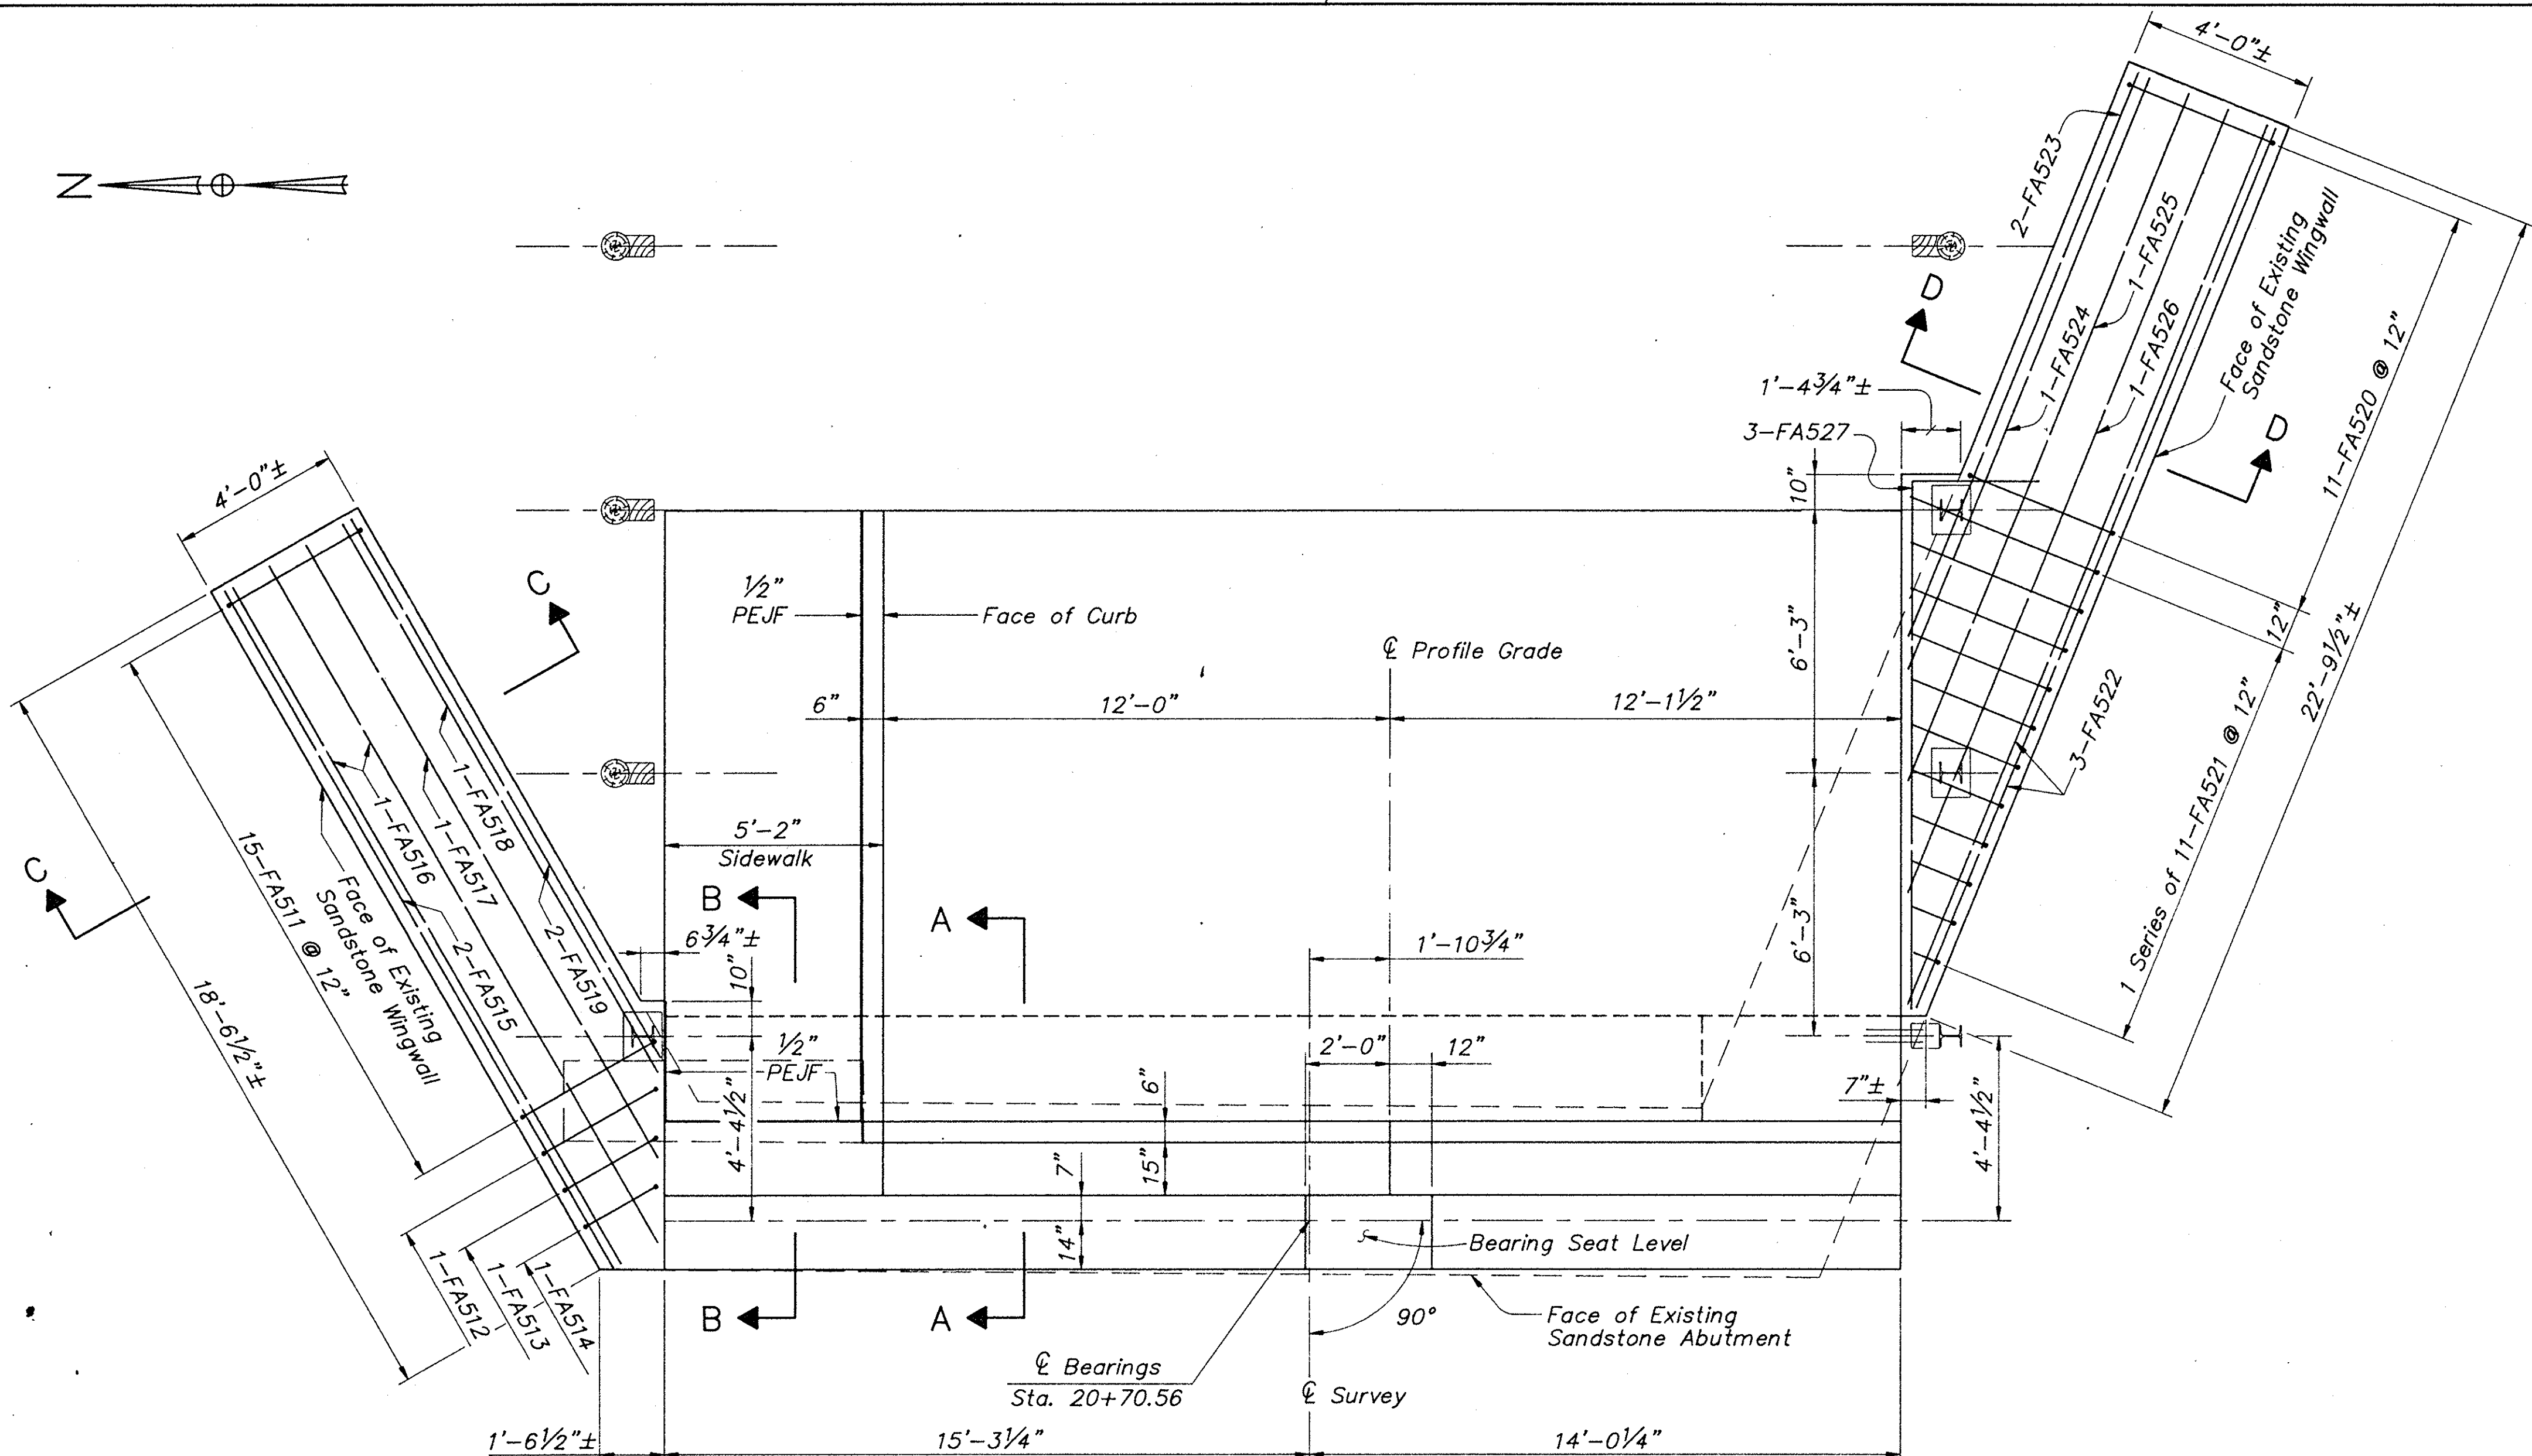 4'-0"±
N
2-FA523
1-FA525
Face of Existing
Sandstone Wingwall
D
1-FA524
1-FA526
1'-4¾"±
3-FA527
11-FA520 @ 12"
D
4'-0"±
10"
C
½"
PEJF
Face of Curb
12"
℄ Profile Grade
6'-3"
22'-9½"±
6"
12'-0"
12'-1½"
3-FA522
1-FA518
1-FA516
1-FA517
5'-2"
Sidewalk
1 Series of 11-FA521 @ 12"
C
15-FA511 @ 12"
Face of Existing
Sandstone Wingwall
B
A
2-FA515
2-FA519
6¾"±
1'-10¾"
6'-3"
10"
18'-6½"±
½"
PEJF
2'-0"
12"
6"
7"±
4'-4½"
4'-4½"
7"
15"
14"
Bearing Seat Level
1-FA512
1-FA513
1-FA514
B
A
90°
Face of Existing
Sandstone Abutment
℄ Bearings
Sta. 20+70.56
℄ Survey
1'-6½"±
15'-3¼"
14'-0¼"